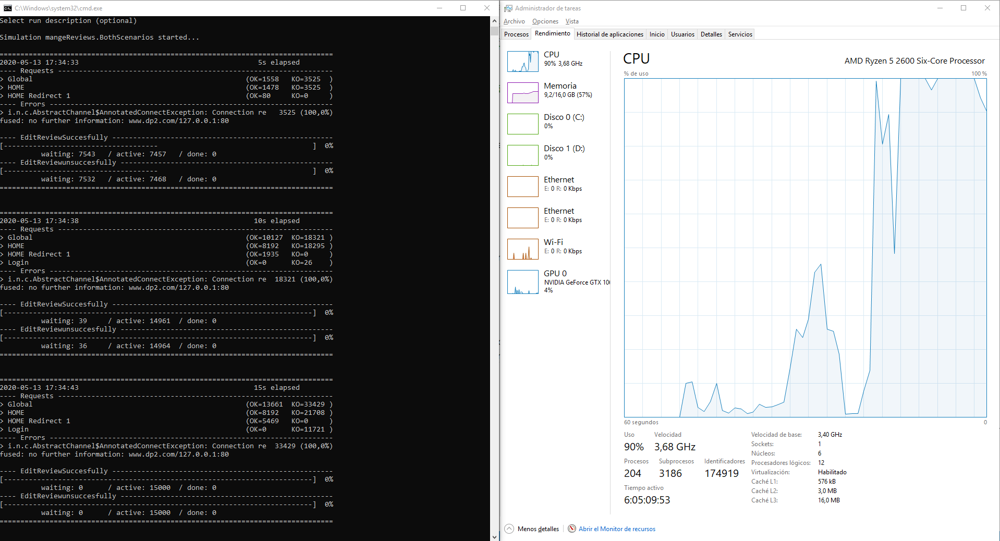 C:\Windows\system32\cmd.exe
Select run description (optional)
Simulation mangeReviews.BothScenarios started...
================================================================================
2020-05-13 17:34:33                                           5s elapsed
---- Requests ------------------------------------------------------------------
> Global                                                   (OK=1558   KO=3525  )
> HOME                                                     (OK=1478   KO=3525  )
> HOME Redirect 1                                          (OK=80     KO=0     )
---- Errors --------------------------------------------------------------------
> i.n.c.AbstractChannel$AnnotatedConnectException: Connection re   3525 (100,0%)
fused: no further information: www.dp2.com/127.0.0.1:80
---- EditReviewSuccesfully -----------------------------------------------------
[-------------------------------------                                     ]  0%
          waiting: 7543   / active: 7457   / done: 0
---- EditReviewunsuccesfully ---------------------------------------------------
[-------------------------------------                                     ]  0%
          waiting: 7532   / active: 7468   / done: 0
================================================================================
================================================================================
2020-05-13 17:34:38                                          10s elapsed
---- Requests ------------------------------------------------------------------
> Global                                                   (OK=10127  KO=18321 )
> HOME                                                     (OK=8192   KO=18295 )
> HOME Redirect 1                                          (OK=1935   KO=0     )
> Login                                                    (OK=0      KO=26    )
---- Errors --------------------------------------------------------------------
> i.n.c.AbstractChannel$AnnotatedConnectException: Connection re  18321 (100,0%)
fused: no further information: www.dp2.com/127.0.0.1:80
---- EditReviewSuccesfully -----------------------------------------------------
[--------------------------------------------------------------------------]  0%
          waiting: 39     / active: 14961  / done: 0
---- EditReviewunsuccesfully ---------------------------------------------------
[--------------------------------------------------------------------------]  0%
          waiting: 36     / active: 14964  / done: 0
================================================================================
================================================================================
2020-05-13 17:34:43                                          15s elapsed
---- Requests ------------------------------------------------------------------
> Global                                                   (OK=13661  KO=33429 )
> HOME                                                     (OK=8192   KO=21708 )
> HOME Redirect 1                                          (OK=5469   KO=0     )
> Login                                                    (OK=0      KO=11721 )
---- Errors --------------------------------------------------------------------
> i.n.c.AbstractChannel$AnnotatedConnectException: Connection re  33429 (100,0%)
fused: no further information: www.dp2.com/127.0.0.1:80
---- EditReviewSuccesfully -----------------------------------------------------
[--------------------------------------------------------------------------]  0%
          waiting: 0      / active: 15000  / done: 0
---- EditReviewunsuccesfully ---------------------------------------------------
[--------------------------------------------------------------------------]  0%
          waiting: 0      / active: 15000  / done: 0
================================================================================
Administrador de tareas
Archivo Opciones Vista
Procesos Rendimiento Historial de aplicaciones Inicio Usuarios Detalles Servicios
CPU
90% 3,68 GHz
Memoria
9,2/16,0 GB (57%)
Disco 0 (C:)
0%
Disco 1 (D:)
0%
Ethernet
E: 0 R: 0 Kbps
Ethernet
E: 0 R: 0 Kbps
Wi-Fi
E: 0 R: 0 Kbps
GPU 0
NVIDIA GeForce GTX 10
4%
CPU AMD Ryzen 5 2600 Six-Core Processor
% de uso 100 %
60 segundos 0
Uso Velocidad
90% 3,68 GHz
Procesos Subprocesos Identificadores
204 3186 174919
Tiempo activo
6:05:09:53
Velocidad de base: 3,40 GHz
Sockets: 1
Núcleos: 6
Procesadores lógicos: 12
Virtualización: Habilitado
Caché L1: 576 kB
Caché L2: 3,0 MB
Caché L3: 16,0 MB
Menos detalles Abrir el Monitor de recursos